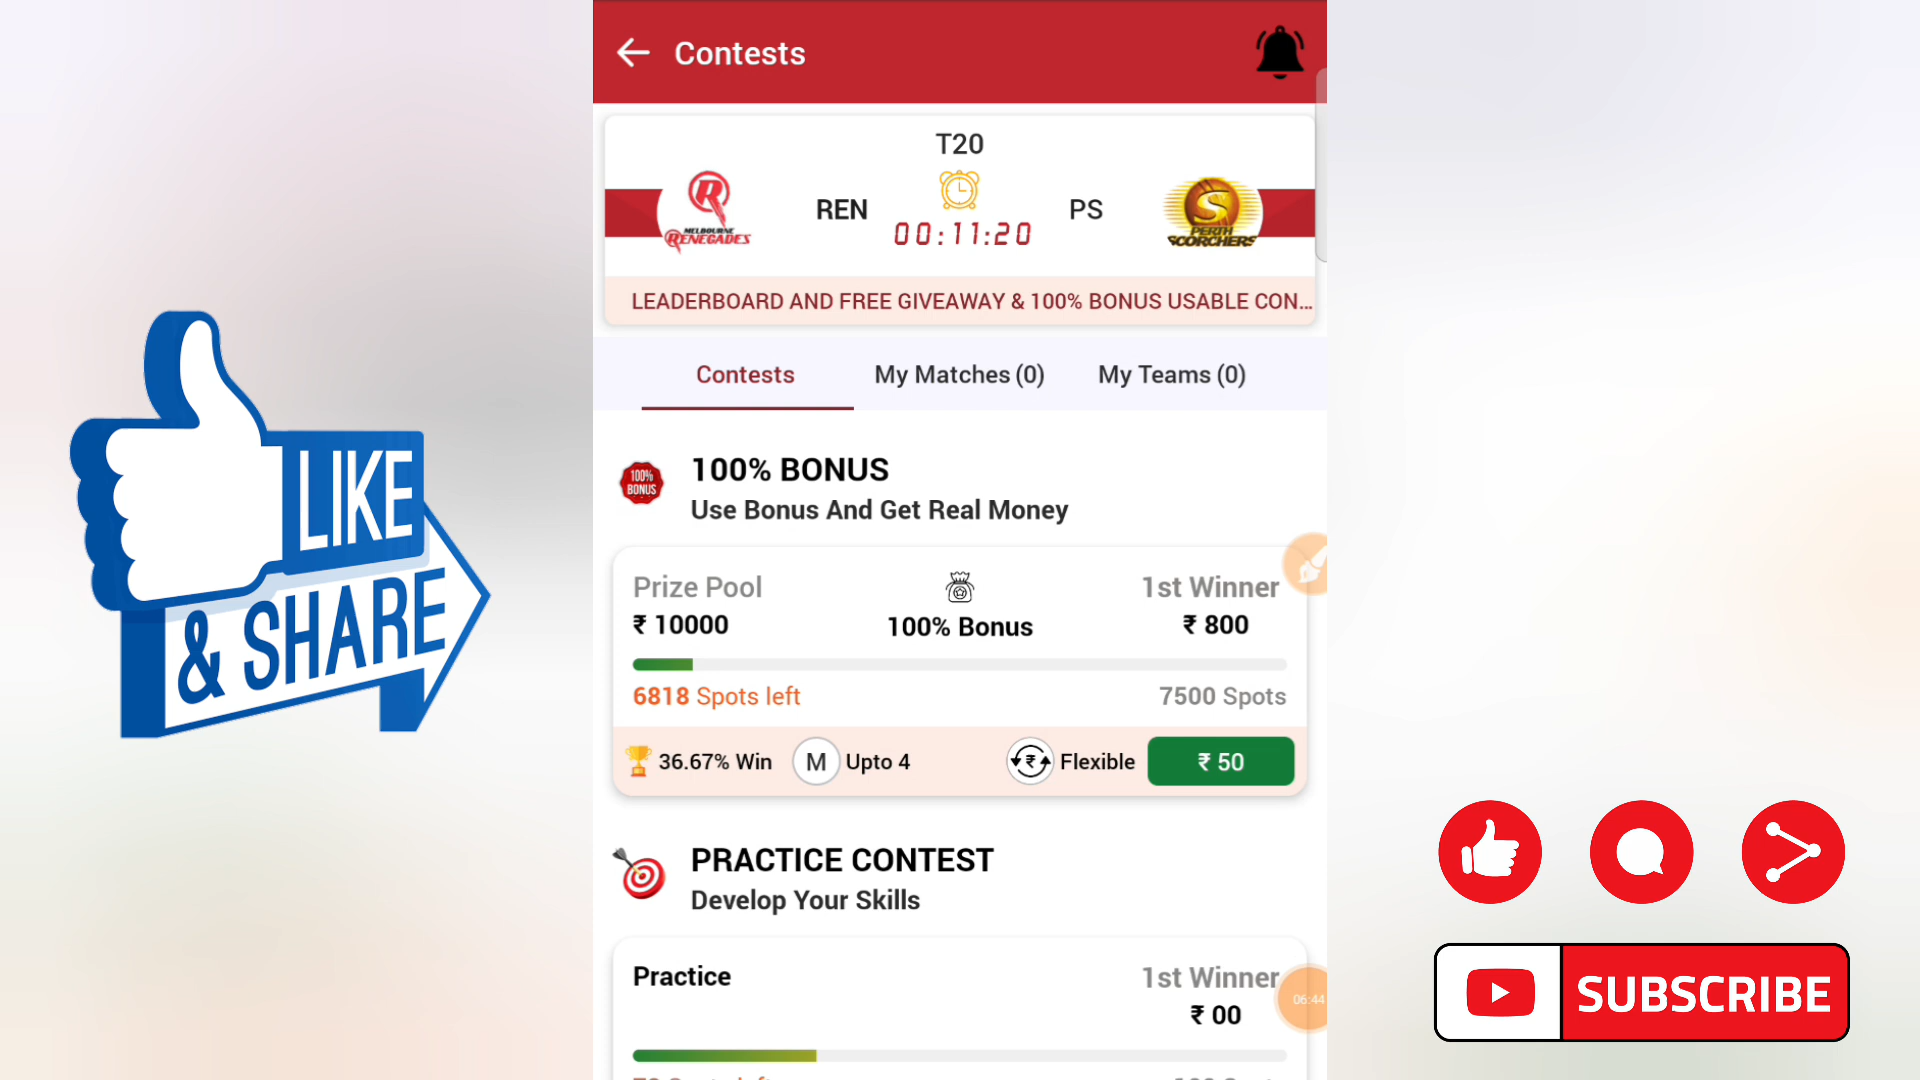 Contests
T20
REN
PS
00:11:20
MELBOURNE
RENEGADES
PERTH
SCORCHERS
LEADERBOARD AND FREE GIVEAWAY & 100% BONUS USABLE CON...
Contests
My Matches (0)
My Teams (0)
100% BONUS
100% BONUS
Use Bonus And Get Real Money
Prize Pool
1st Winner
₹ 10000
100% Bonus
₹ 800
6818 Spots left
7500 Spots
36.67% Win
M
Upto 4
Flexible
₹ 50
PRACTICE CONTEST
Develop Your Skills
Practice
1st Winner
₹ 00
06:44
LIKE
& SHARE
SUBSCRIBE